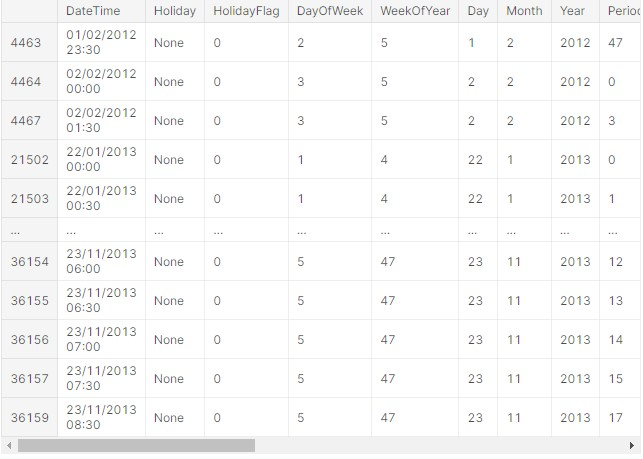 DateTime Holiday HolidayFlag DayOfWeek WeekOfYear Day Month Year Perio
4463 01/02/2012 23:30 None 0 2 5 1 2 2012 47
4464 02/02/2012 00:00 None 0 3 5 2 2 2012 0
4467 02/02/2012 01:30 None 0 3 5 2 2 2012 3
21502 22/01/2013 00:00 None 0 1 4 22 1 2013 0
21503 22/01/2013 00:30 None 0 1 4 22 1 2013 1
... ... ... ... ... ... ... ... ... ...
36154 23/11/2013 06:00 None 0 5 47 23 11 2013 12
36155 23/11/2013 06:30 None 0 5 47 23 11 2013 13
36156 23/11/2013 07:00 None 0 5 47 23 11 2013 14
36157 23/11/2013 07:30 None 0 5 47 23 11 2013 15
36159 23/11/2013 08:30 None 0 5 47 23 11 2013 17